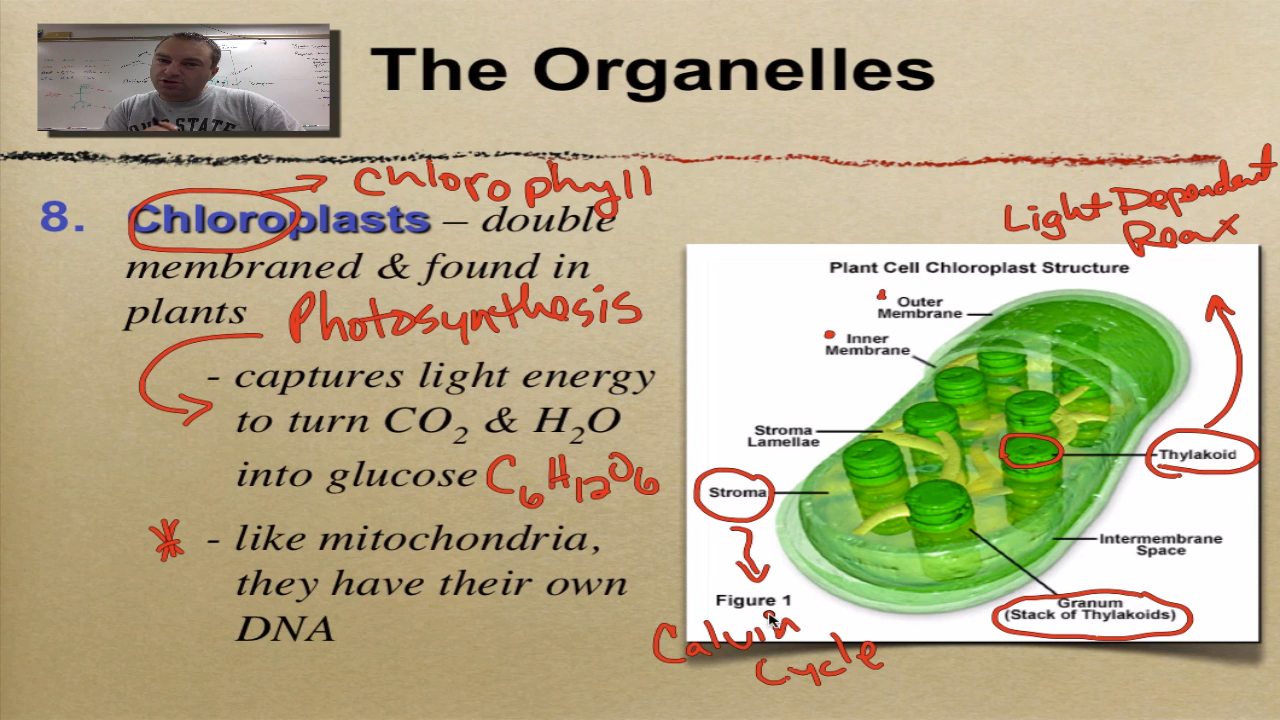 The Organelles
STATE
Chlorophyll
8. Chloroplasts – double
membraned & found in
plants Photosynthesis
- captures light energy
to turn CO₂ & H₂O
into glucose C₆H₁₂O₆
* - like mitochondria,
they have their own
DNA
Light Dependent
React
Plant Cell Chloroplast Structure
Outer
Membrane
Inner
Membrane
Stroma
Lamellae
Thylakoid
Stroma
Intermembrane
Space
Figure 1
Granum
(Stack of Thylakoids)
Calvin
Cycle